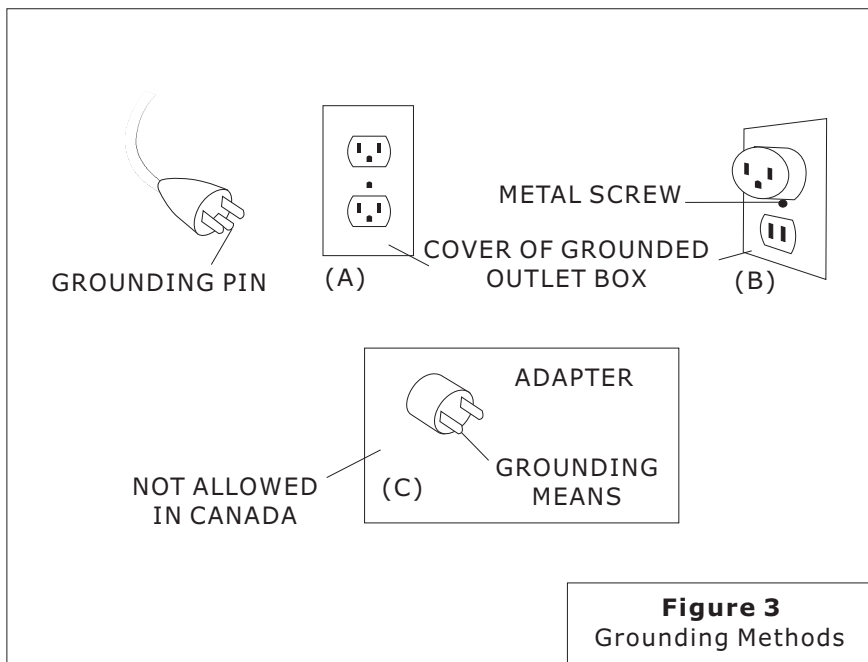 GROUNDING PIN
(A)
METAL SCREW
COVER OF GROUNDED
OUTLET BOX
(B)
ADAPTER
GROUNDING
MEANS
(C)
NOT ALLOWED
IN CANADA
Figure 3
Grounding Methods